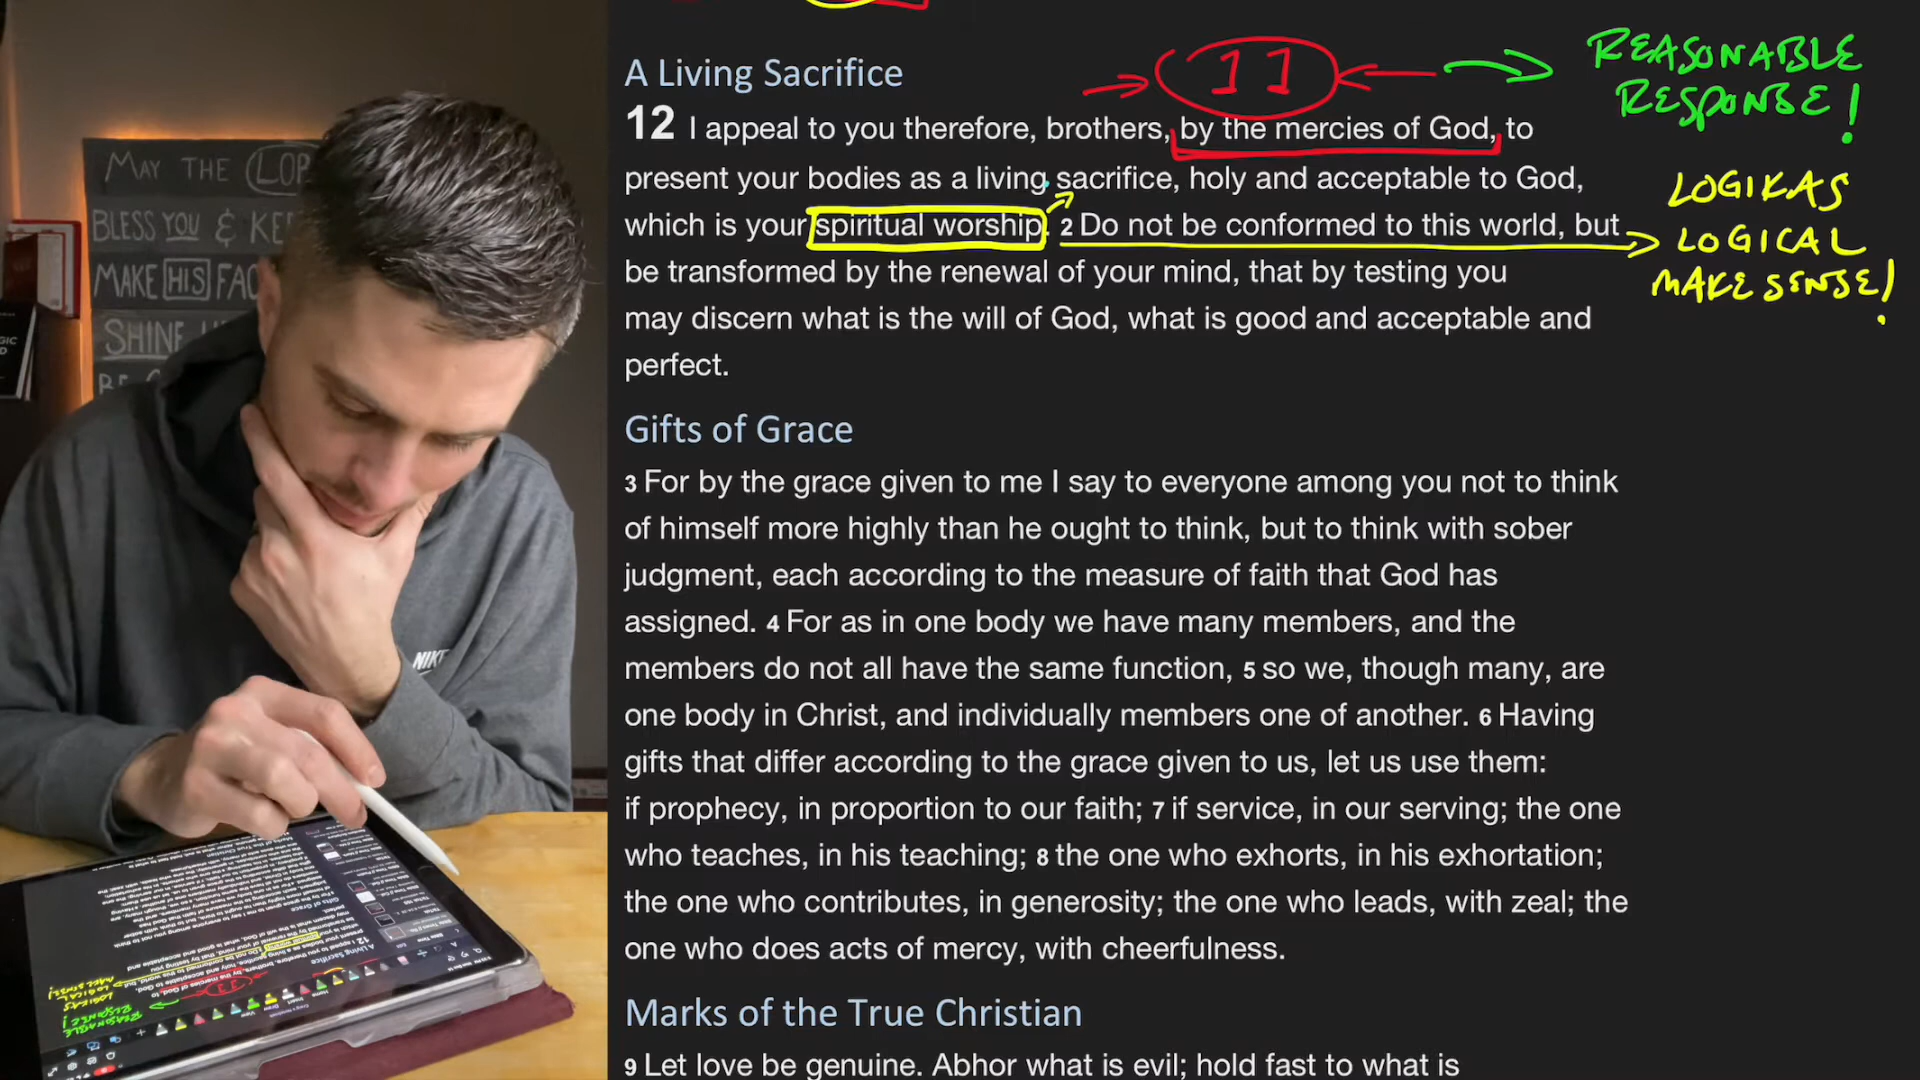 MAY THE LOR
BLESS YOU & KE
MAKE HIS FAC
SHINE
BE
NIKE
A Living Sacrifice
11
REASONABLE
RESPONSE!
12 I appeal to you therefore, brothers, by the mercies of God, to
present your bodies as a living sacrifice, holy and acceptable to God,
which is your spiritual worship. 2 Do not be conformed to this world, but
be transformed by the renewal of your mind, that by testing you
may discern what is the will of God, what is good and acceptable and
perfect.
LOGIKAS
LOGICAL
MAKE SENSE!
Gifts of Grace
3 For by the grace given to me I say to everyone among you not to think
of himself more highly than he ought to think, but to think with sober
judgment, each according to the measure of faith that God has
assigned. 4 For as in one body we have many members, and the
members do not all have the same function, 5 so we, though many, are
one body in Christ, and individually members one of another. 6 Having
gifts that differ according to the grace given to us, let us use them:
if prophecy, in proportion to our faith; 7 if service, in our serving; the one
who teaches, in his teaching; 8 the one who exhorts, in his exhortation;
the one who contributes, in generosity; the one who leads, with zeal; the
one who does acts of mercy, with cheerfulness.
Marks of the True Christian
9 Let love be genuine. Abhor what is evil; hold fast to what is